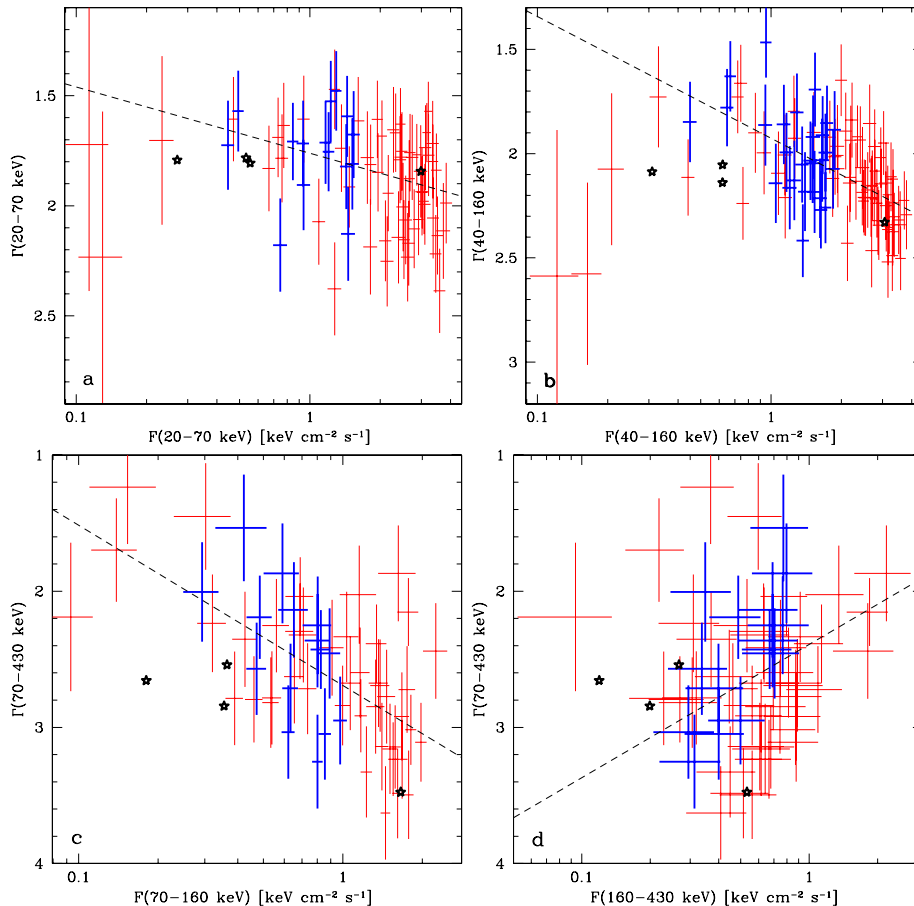 1.5
2
2.5
Γ(20−70 keV)
a
0.1
1
F(20−70 keV) [keV cm⁻² s⁻¹]
1.5
2
2.5
3
Γ(40−160 keV)
b
0.1
1
F(40−160 keV) [keV cm⁻² s⁻¹]
1
2
3
4
Γ(70−430 keV)
c
0.1
1
F(70−160 keV) [keV cm⁻² s⁻¹]
1
2
3
4
Γ(70−430 keV)
d
0.1
1
F(160−430 keV) [keV cm⁻² s⁻¹]